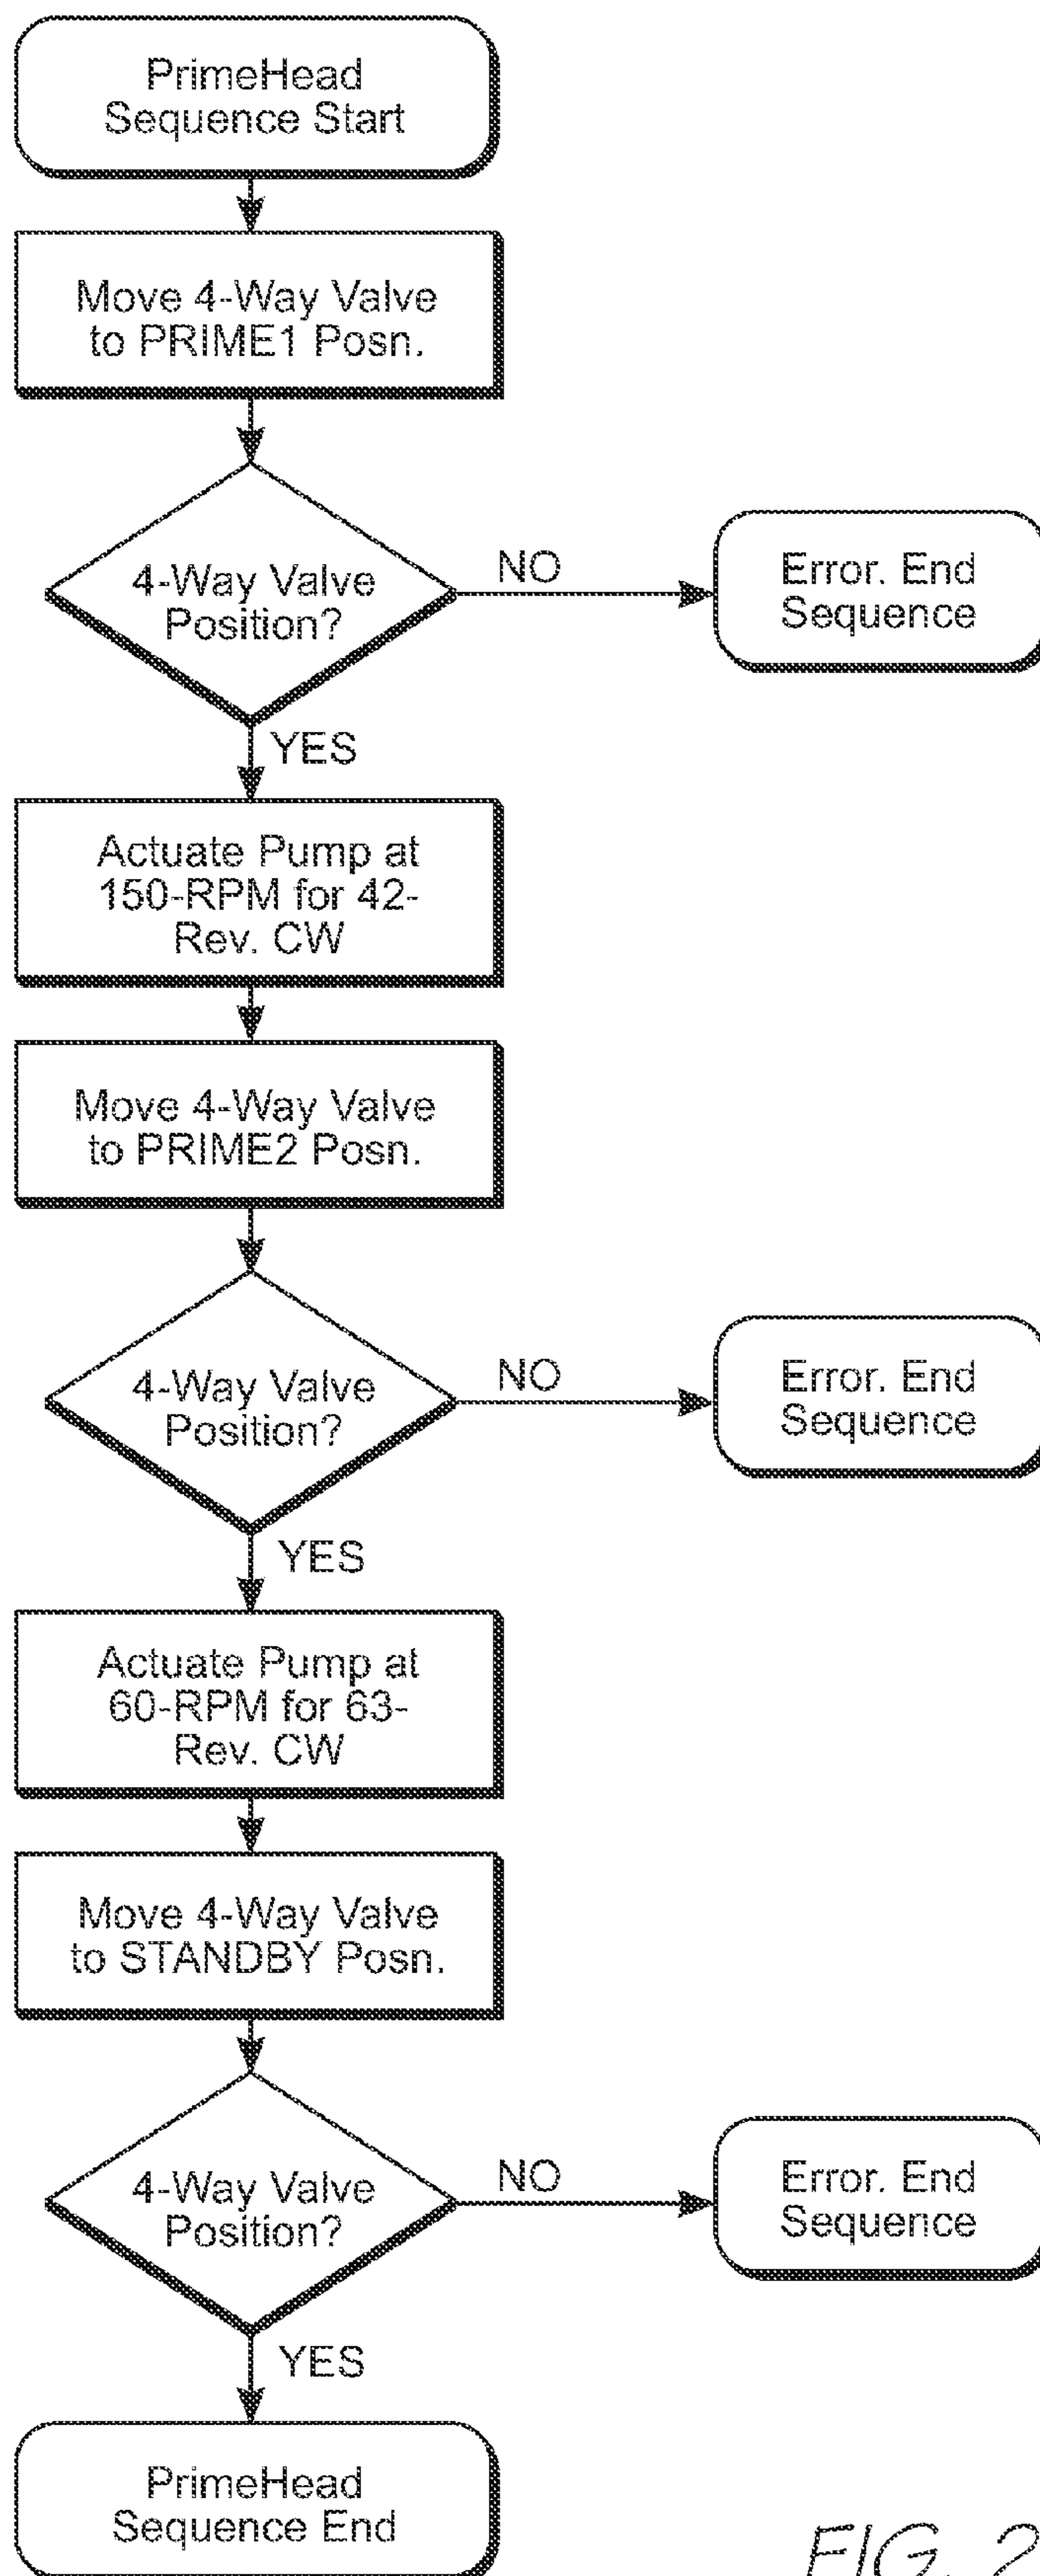 PrimeHead
Sequence Start
Move 4-Way Valve
to PRIME1 Posn.
4-Way Valve
Position?
NO
Error. End
Sequence
YES
Actuate Pump at
150-RPM for 42-
Rev. CW
Move 4-Way Valve
to PRIME2 Posn.
4-Way Valve
Position?
NO
Error. End
Sequence
YES
Actuate Pump at
60-RPM for 63-
Rev. CW
Move 4-Way Valve
to STANDBY Posn.
4-Way Valve
Position?
NO
Error. End
Sequence
YES
PrimeHead
Sequence End
FIG. 2